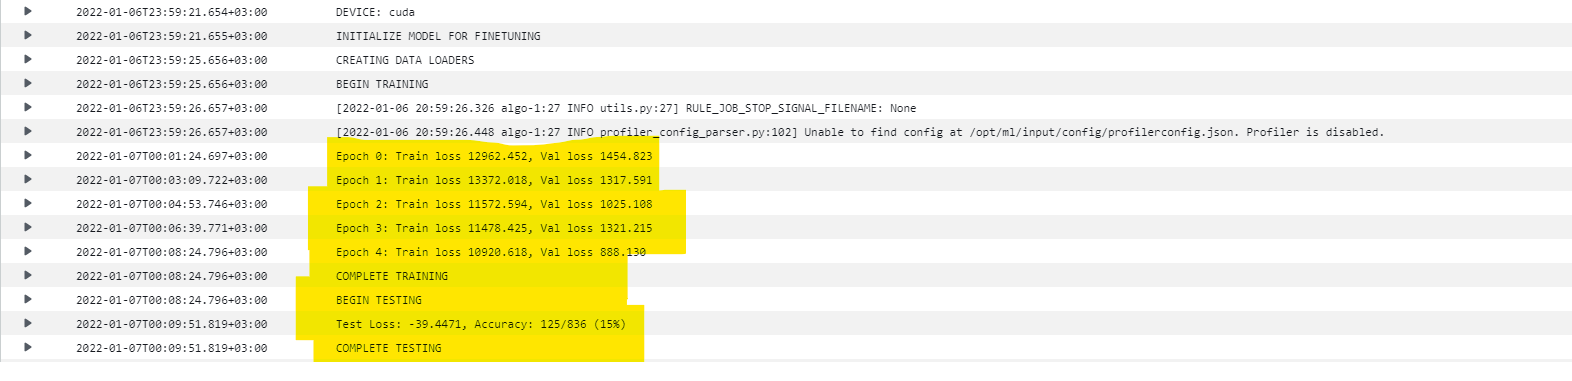 2022-01-06T23:59:21.654+03:00 DEVICE: cuda
2022-01-06T23:59:21.655+03:00 INITIALIZE MODEL FOR FINETUNING
2022-01-06T23:59:25.656+03:00 CREATING DATA LOADERS
2022-01-06T23:59:25.656+03:00 BEGIN TRAINING
2022-01-06T23:59:26.657+03:00 [2022-01-06 20:59:26.326 algo-1:27 INFO utils.py:27] RULE_JOB_STOP_SIGNAL_FILENAME: None
2022-01-06T23:59:26.657+03:00 [2022-01-06 20:59:26.448 algo-1:27 INFO profiler_config_parser.py:102] Unable to find config at /opt/ml/input/config/profilerconfig.json. Profiler is disabled.
2022-01-07T00:01:24.697+03:00 Epoch 0: Train loss 12962.452, Val loss 1454.823
2022-01-07T00:03:09.722+03:00 Epoch 1: Train loss 13372.018, Val loss 1317.591
2022-01-07T00:04:53.746+03:00 Epoch 2: Train loss 11572.594, Val loss 1025.108
2022-01-07T00:06:39.771+03:00 Epoch 3: Train loss 11478.425, Val loss 1321.215
2022-01-07T00:08:24.796+03:00 Epoch 4: Train loss 10920.618, Val loss 888.130
2022-01-07T00:08:24.796+03:00 COMPLETE TRAINING
2022-01-07T00:08:24.796+03:00 BEGIN TESTING
2022-01-07T00:09:51.819+03:00 Test Loss: -39.4471, Accuracy: 125/836 (15%)
2022-01-07T00:09:51.819+03:00 COMPLETE TESTING